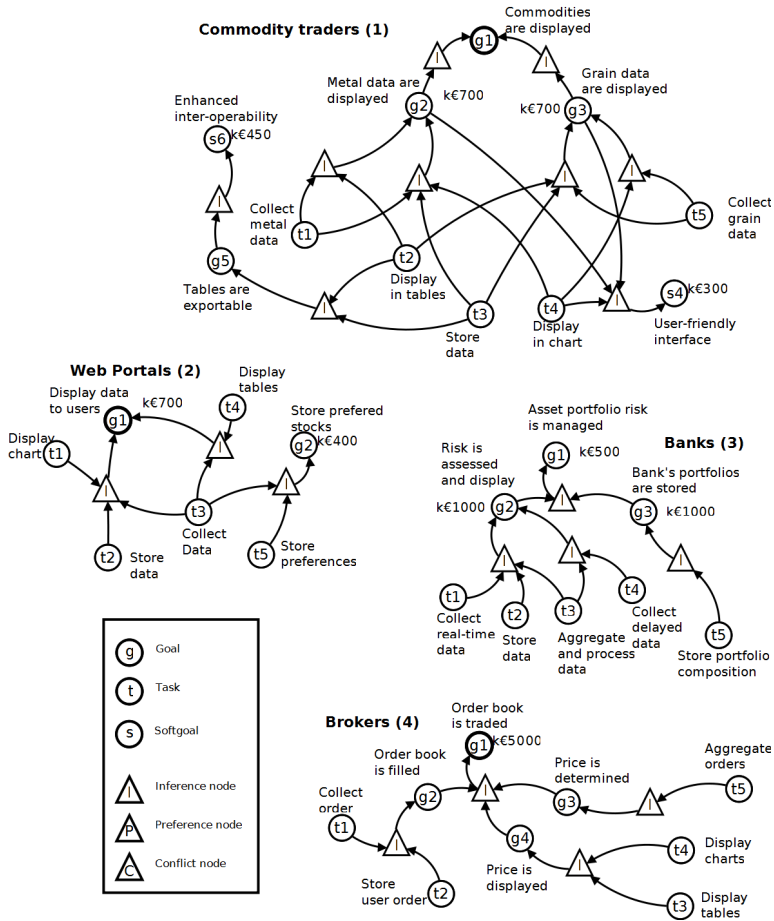 Commodity traders (1)
Commodities
are displayed
g1
I
I
Metal data are
displayed
k€700
g2
Grain data
are displayed
k€700
g3
Enhanced
inter-operability
s6
k€450
I
I
I
I
I
Collect
metal data
t1
t5
Collect
grain data
g5
Tables are
exportable
t2
Display
in tables
I
t3
Store
data
t4
Display
in chart
I
s4
k€300
User-friendly
interface
Web Portals (2)
Display data
to users
g1
k€700
Display
tables
t4
Store prefered
stocks
g2
k€400
Display
chart
t1
I
I
I
t3
Collect
Data
t2
Store
data
t5
Store
preferences
Banks (3)
Asset portfolio risk
is managed
g1
k€500
Risk is
assessed
and display
k€1000
g2
I
Bank's portfolios
are stored
g3
k€1000
I
I
I
t1
Collect
real-time
data
t2
Store
data
t3
Aggregate
and process
data
t4
Collect
delayed
data
t5
Store portfolio
composition
g
Goal
t
Task
s
Softgoal
I
Inference node
P
Preference node
C
Conflict node
Brokers (4)
Order book
is traded
g1
k€5000
Order book
is filled
g2
I
Price is
determined
g3
I
Aggregate
orders
t5
Collect
order
t1
I
g4
Price is
displayed
I
t4
Display
charts
Store
user order
t2
t3
Display
tables